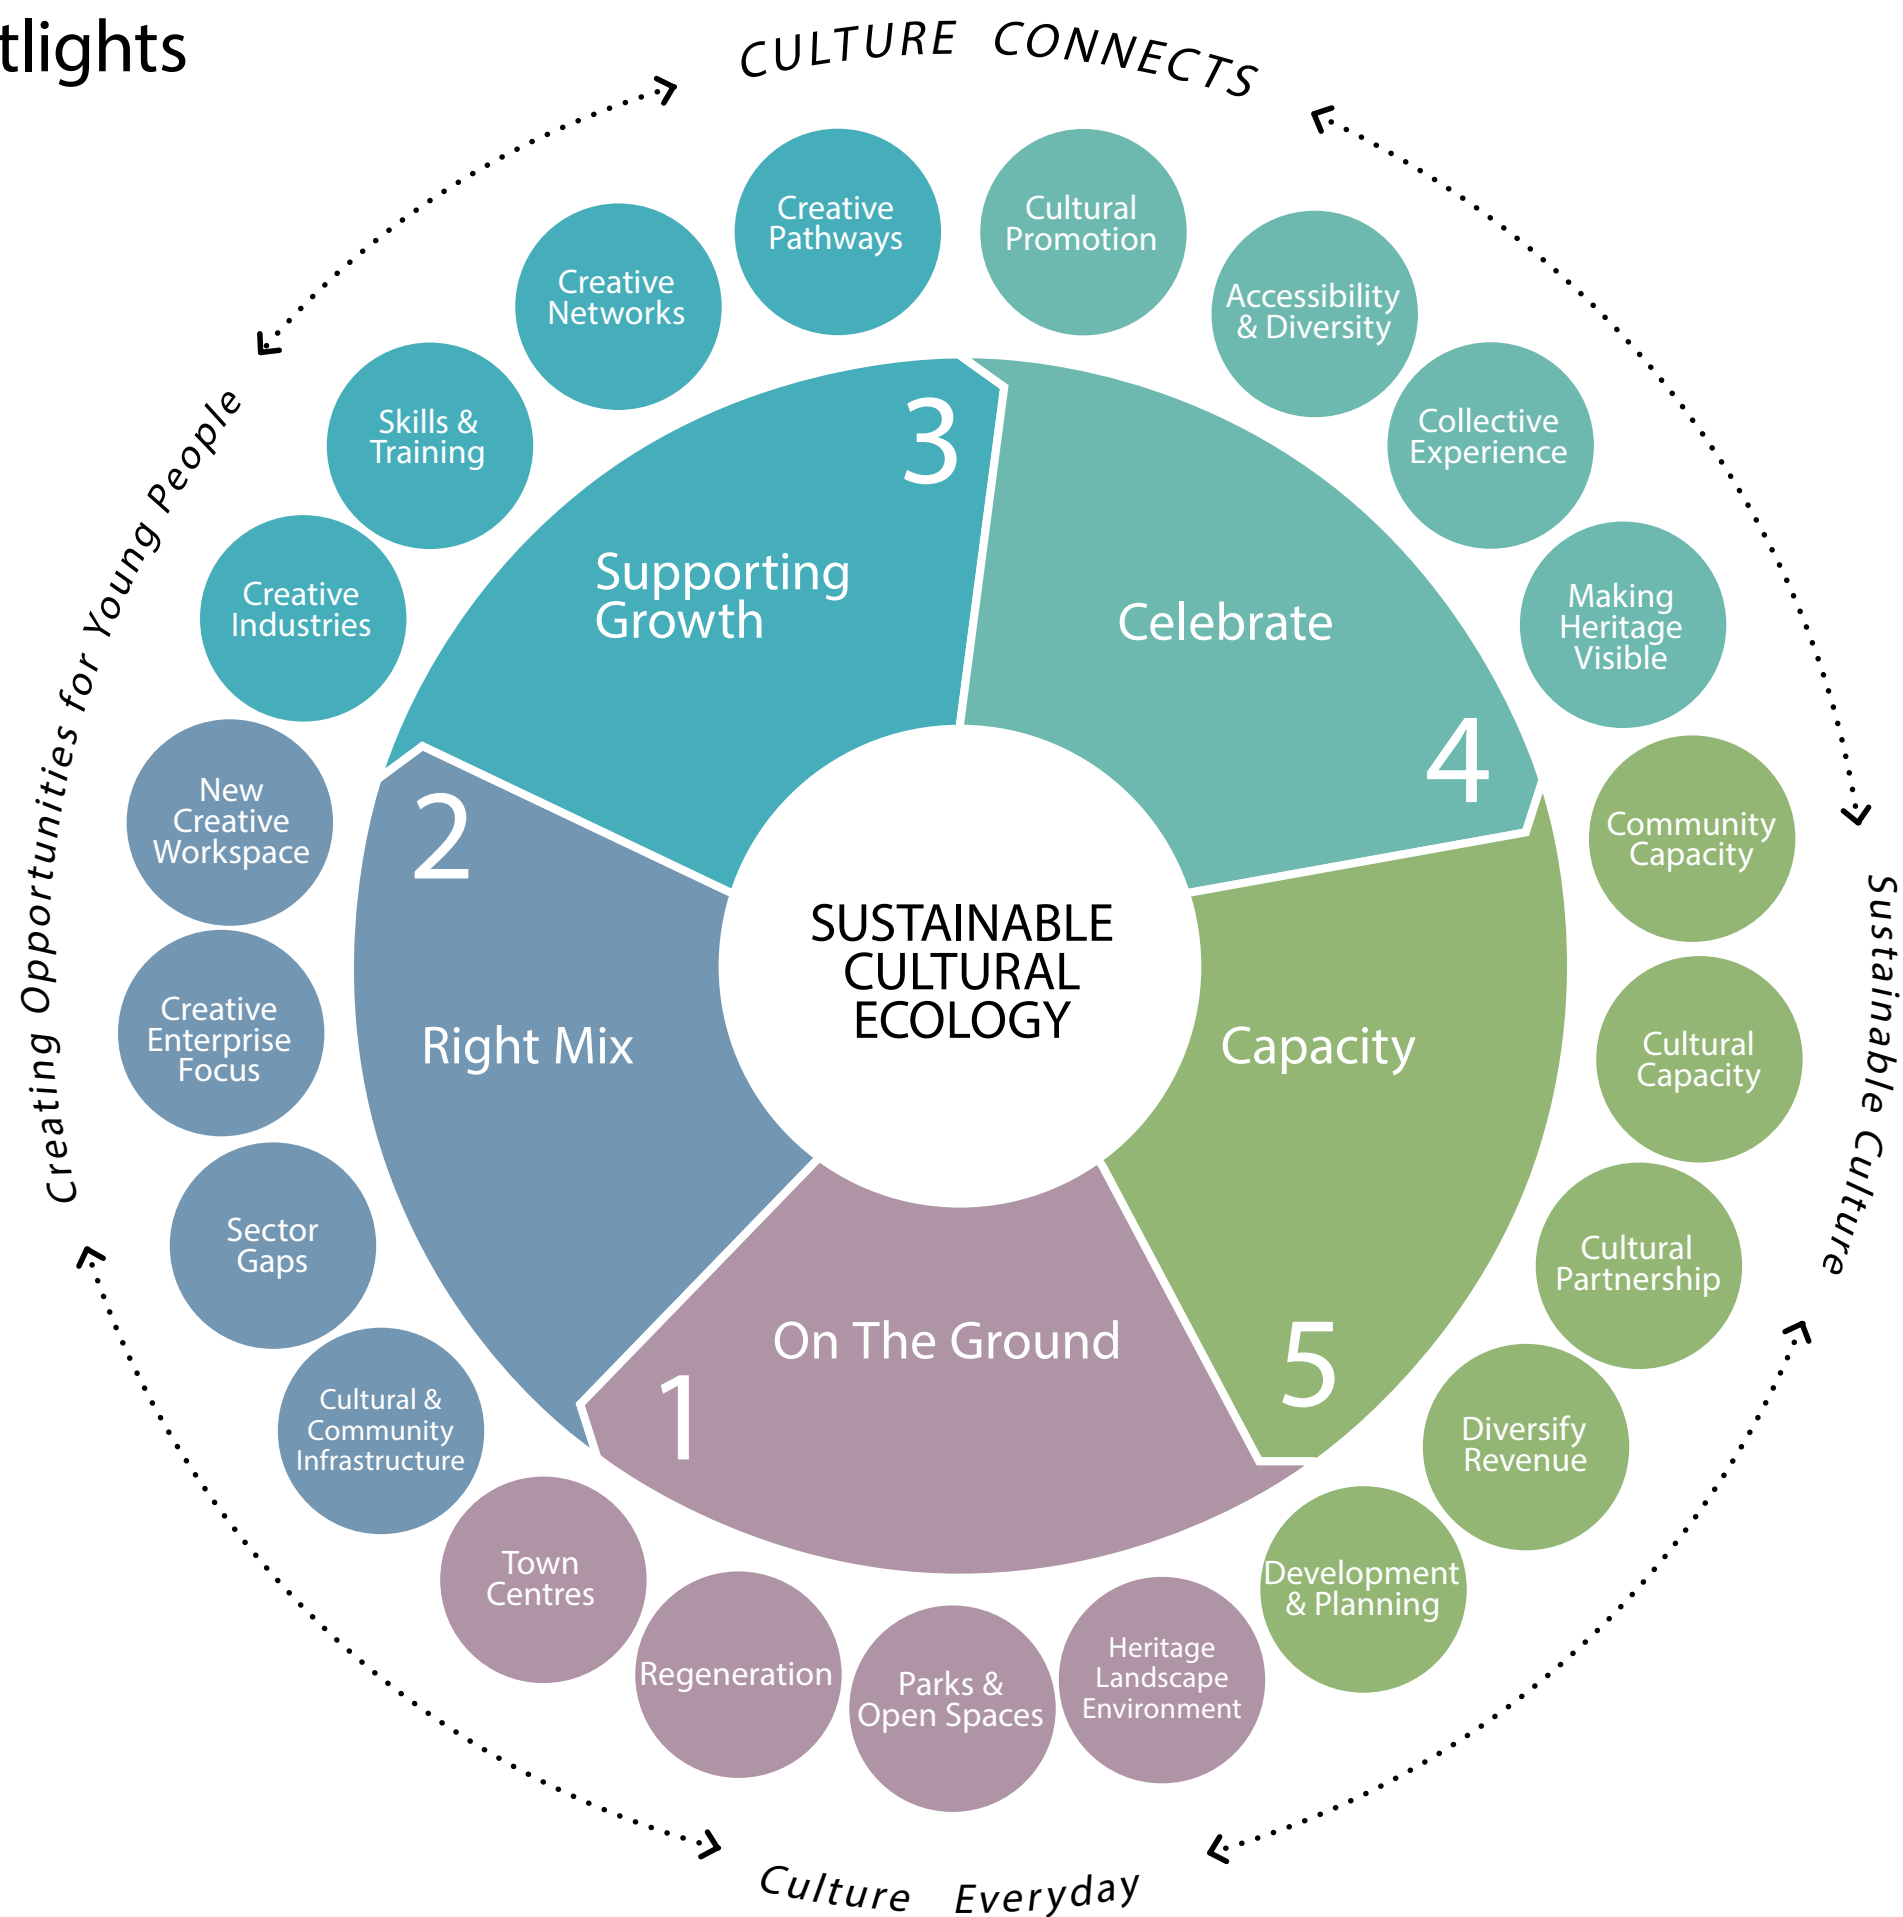 tlights
CULTURE CONNECTS
Creating Opportunities for Young People
Sustainable Culture
Culture Everyday
SUSTAINABLE
CULTURAL
ECOLOGY
1
On The Ground
Town
Centres
Regeneration
Parks &
Open Spaces
Heritage
Landscape
Environment
2
Right Mix
New
Creative
Workspace
Creative
Enterprise
Focus
Sector
Gaps
Cultural &
Community
Infrastructure
3
Supporting
Growth
Creative
Pathways
Creative
Networks
Skills &
Training
Creative
Industries
4
Celebrate
Cultural
Promotion
Accessibility
& Diversity
Collective
Experience
Making
Heritage
Visible
5
Capacity
Community
Capacity
Cultural
Capacity
Cultural
Partnership
Diversify
Revenue
Development
& Planning